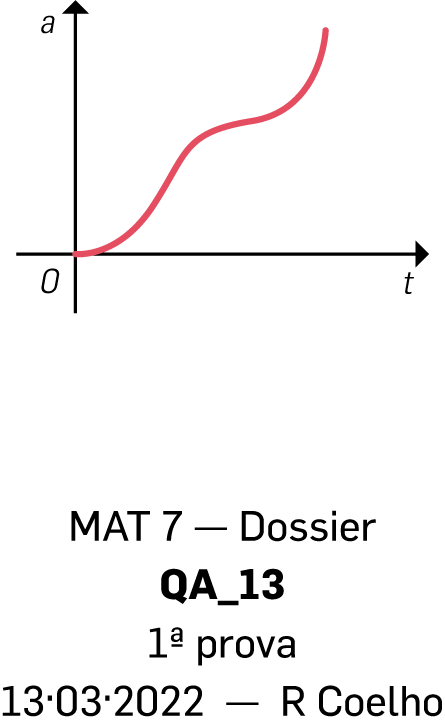 a
O
t
MAT 7 — Dossier
QA_13
1ª prova
13·03·2022 — R Coelho